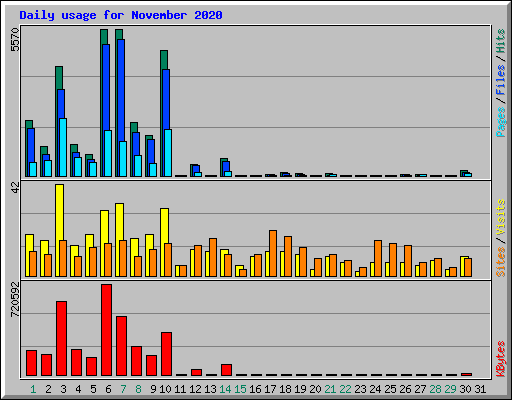 Daily usage for November 2020
5570
Pages / Files / Hits
42
Sites / Visits
720592
KBytes
1 2 3 4 5 6 7 8 9 10 11 12 13 14 15 16 17 18 19 20 21 22 23 24 25 26 27 28 29 30 31